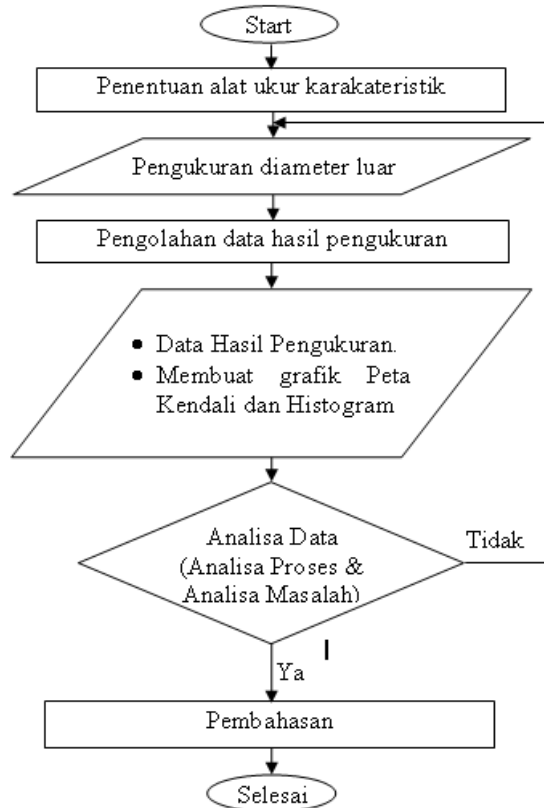 Start
Penentuan alat ukur karakateristik
Pengukuran diameter luar
Pengolahan data hasil pengukuran
• Data Hasil Pengukuran.
• Membuat grafik Peta
Kendali dan Histogram
Analisa Data
(Analisa Proses &
Analisa Masalah)
Tidak
Ya
Pembahasan
Selesai